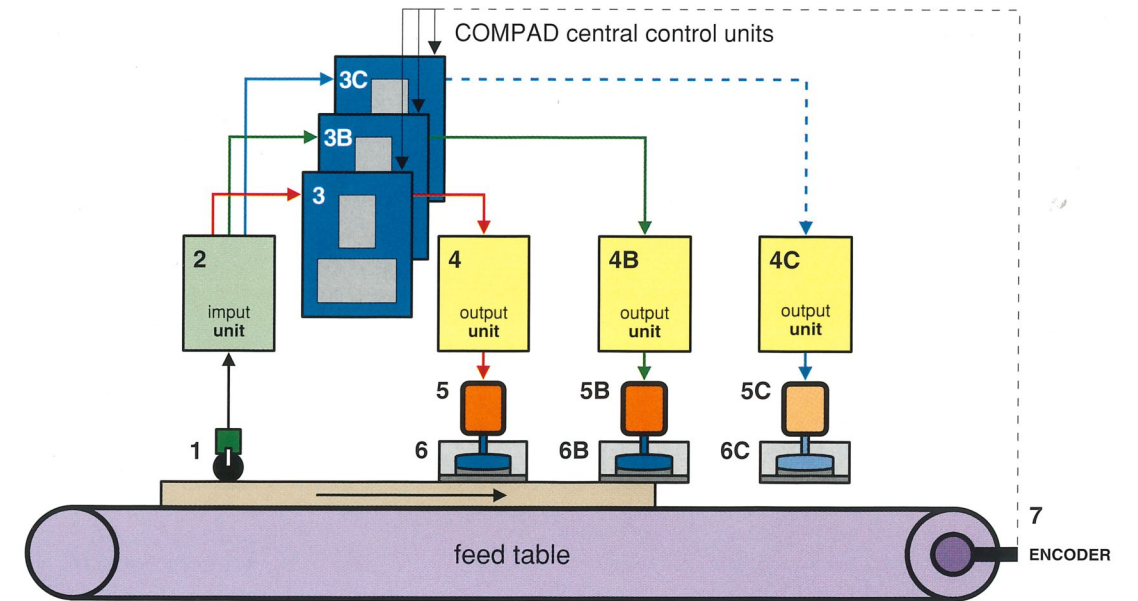 COMPAD central control units
3C
3B
3
2
imput
unit
4
output
unit
4B
output
unit
4C
output
unit
5
5B
5C
1
6
6B
6C
7
feed table
ENCODER